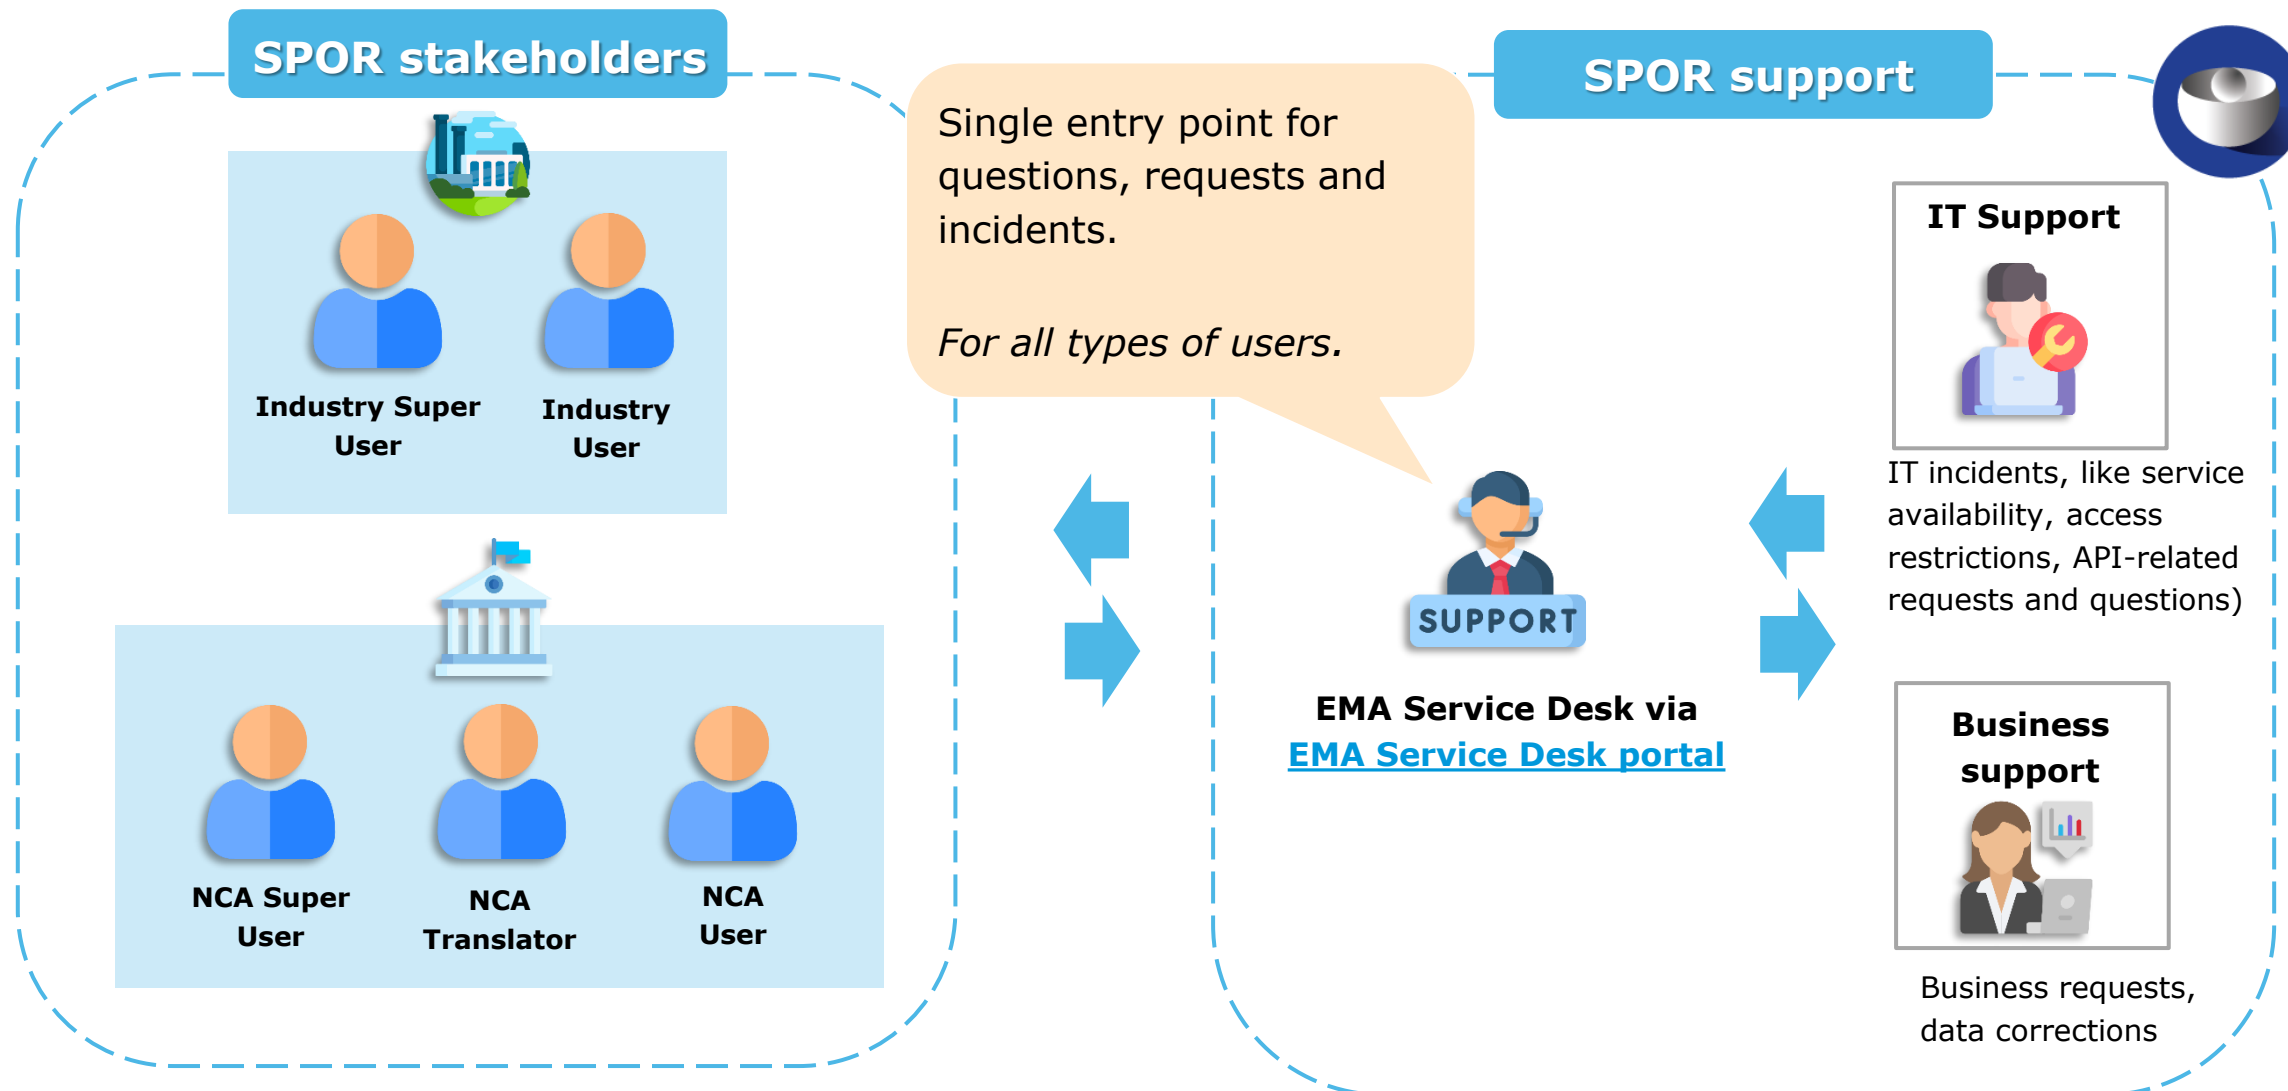 SPOR stakeholders
Industry Super
User
Industry
User
NCA Super
User
NCA
Translator
NCA
User
Single entry point for
questions, requests and
incidents.
For all types of users.
SPOR support
SUPPORT
EMA Service Desk via
EMA Service Desk portal
IT Support
IT incidents, like service
availability, access
restrictions, API-related
requests and questions)
Business
support
Business requests,
data corrections